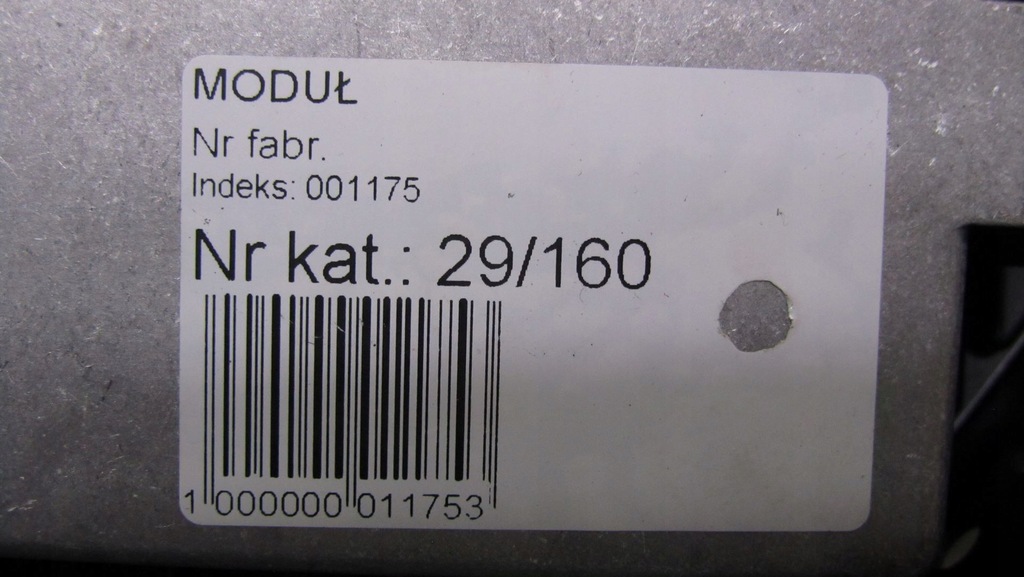 MODUŁ
Nr fabr.
Indeks: 001175
Nr kat.: 29/160
1 000000 011753